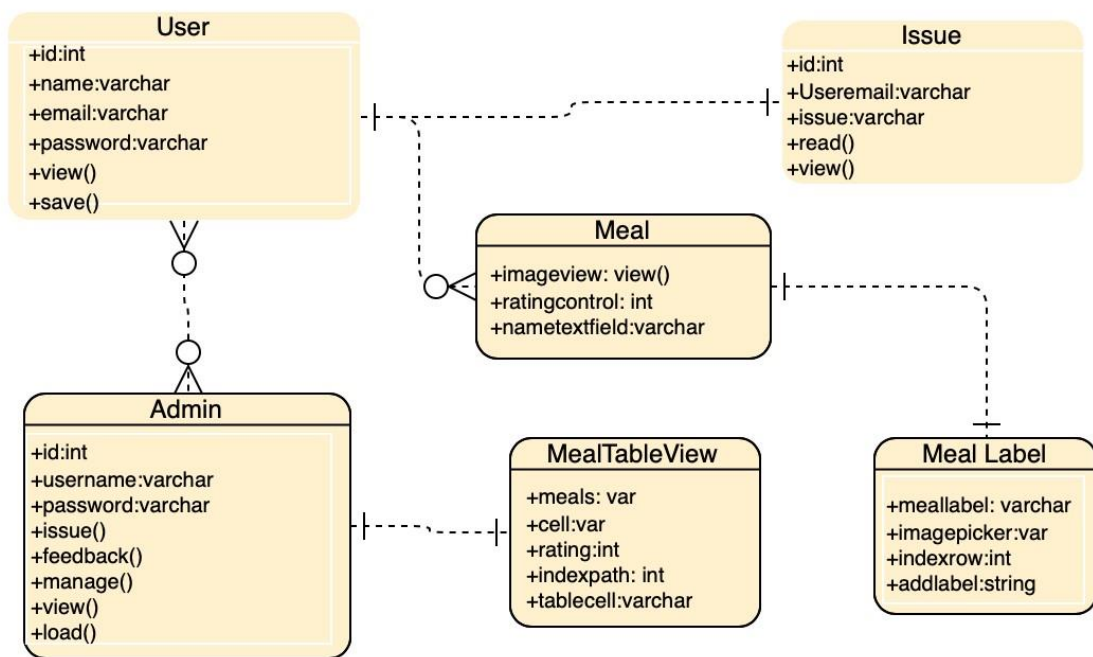 User
+id:int
+name:varchar
+email:varchar
+password:varchar
+view()
+save()
Issue
+id:int
+Useremail:varchar
+issue:varchar
+read()
+view()
Meal
+imageview: view()
+ratingcontrol: int
+nametextfield:varchar
Admin
+id:int
+username:varchar
+password:varchar
+issue()
+feedback()
+manage()
+view()
+load()
MealTableView
+meals: var
+cell:var
+rating:int
+indexpath: int
+tablecell:varchar
Meal Label
+meallabel: varchar
+imagepicker:var
+indexrow:int
+addlabel:string